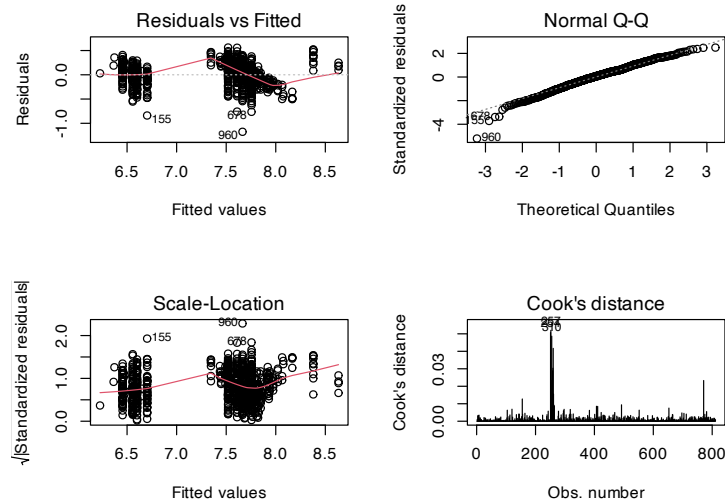 Residuals vs Fitted
Residuals
0.0
-1.0
155
678
960
6.5 7.0 7.5 8.0 8.5
Fitted values
Normal Q-Q
Standardized residuals
2
0
-4
678
155
960
-3 -2 -1 0 1 2 3
Theoretical Quantiles
Scale-Location
√|Standardized residuals|
2.0
1.0
0.0
960
155
678
6.5 7.0 7.5 8.0 8.5
Fitted values
Cook's distance
Cook's distance
0.03
0.00
0 200 400 600 800
Obs. number